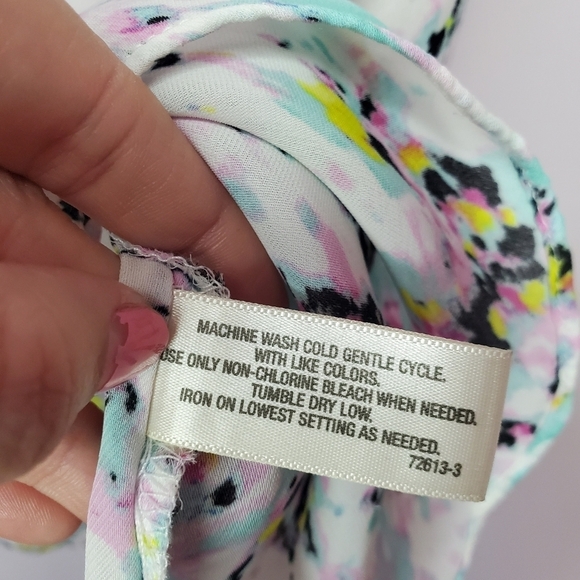 MACHINE WASH COLD GENTLE CYCLE.
WITH LIKE COLORS.
USE ONLY NON-CHLORINE BLEACH WHEN NEEDED.
TUMBLE DRY LOW.
IRON ON LOWEST SETTING AS NEEDED.
72613-3